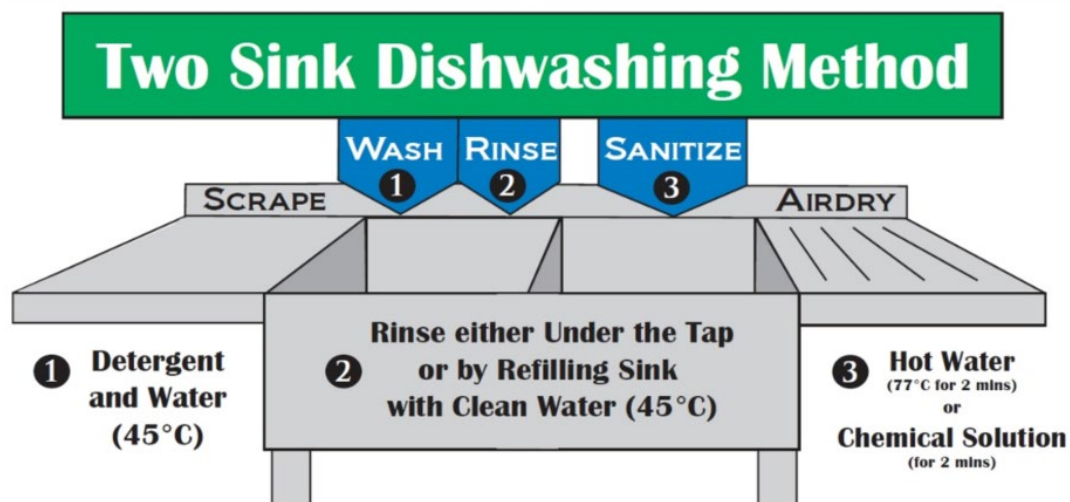 Two Sink Dishwashing Method
WASH
1
RINSE
2
SANITIZE
3
SCRAPE
AIRDRY
1 Detergent
and Water
(45°C)
2 Rinse either Under the Tap
or by Refilling Sink
with Clean Water (45°C)
3 Hot Water
(77°C for 2 mins)
or
Chemical Solution
(for 2 mins)